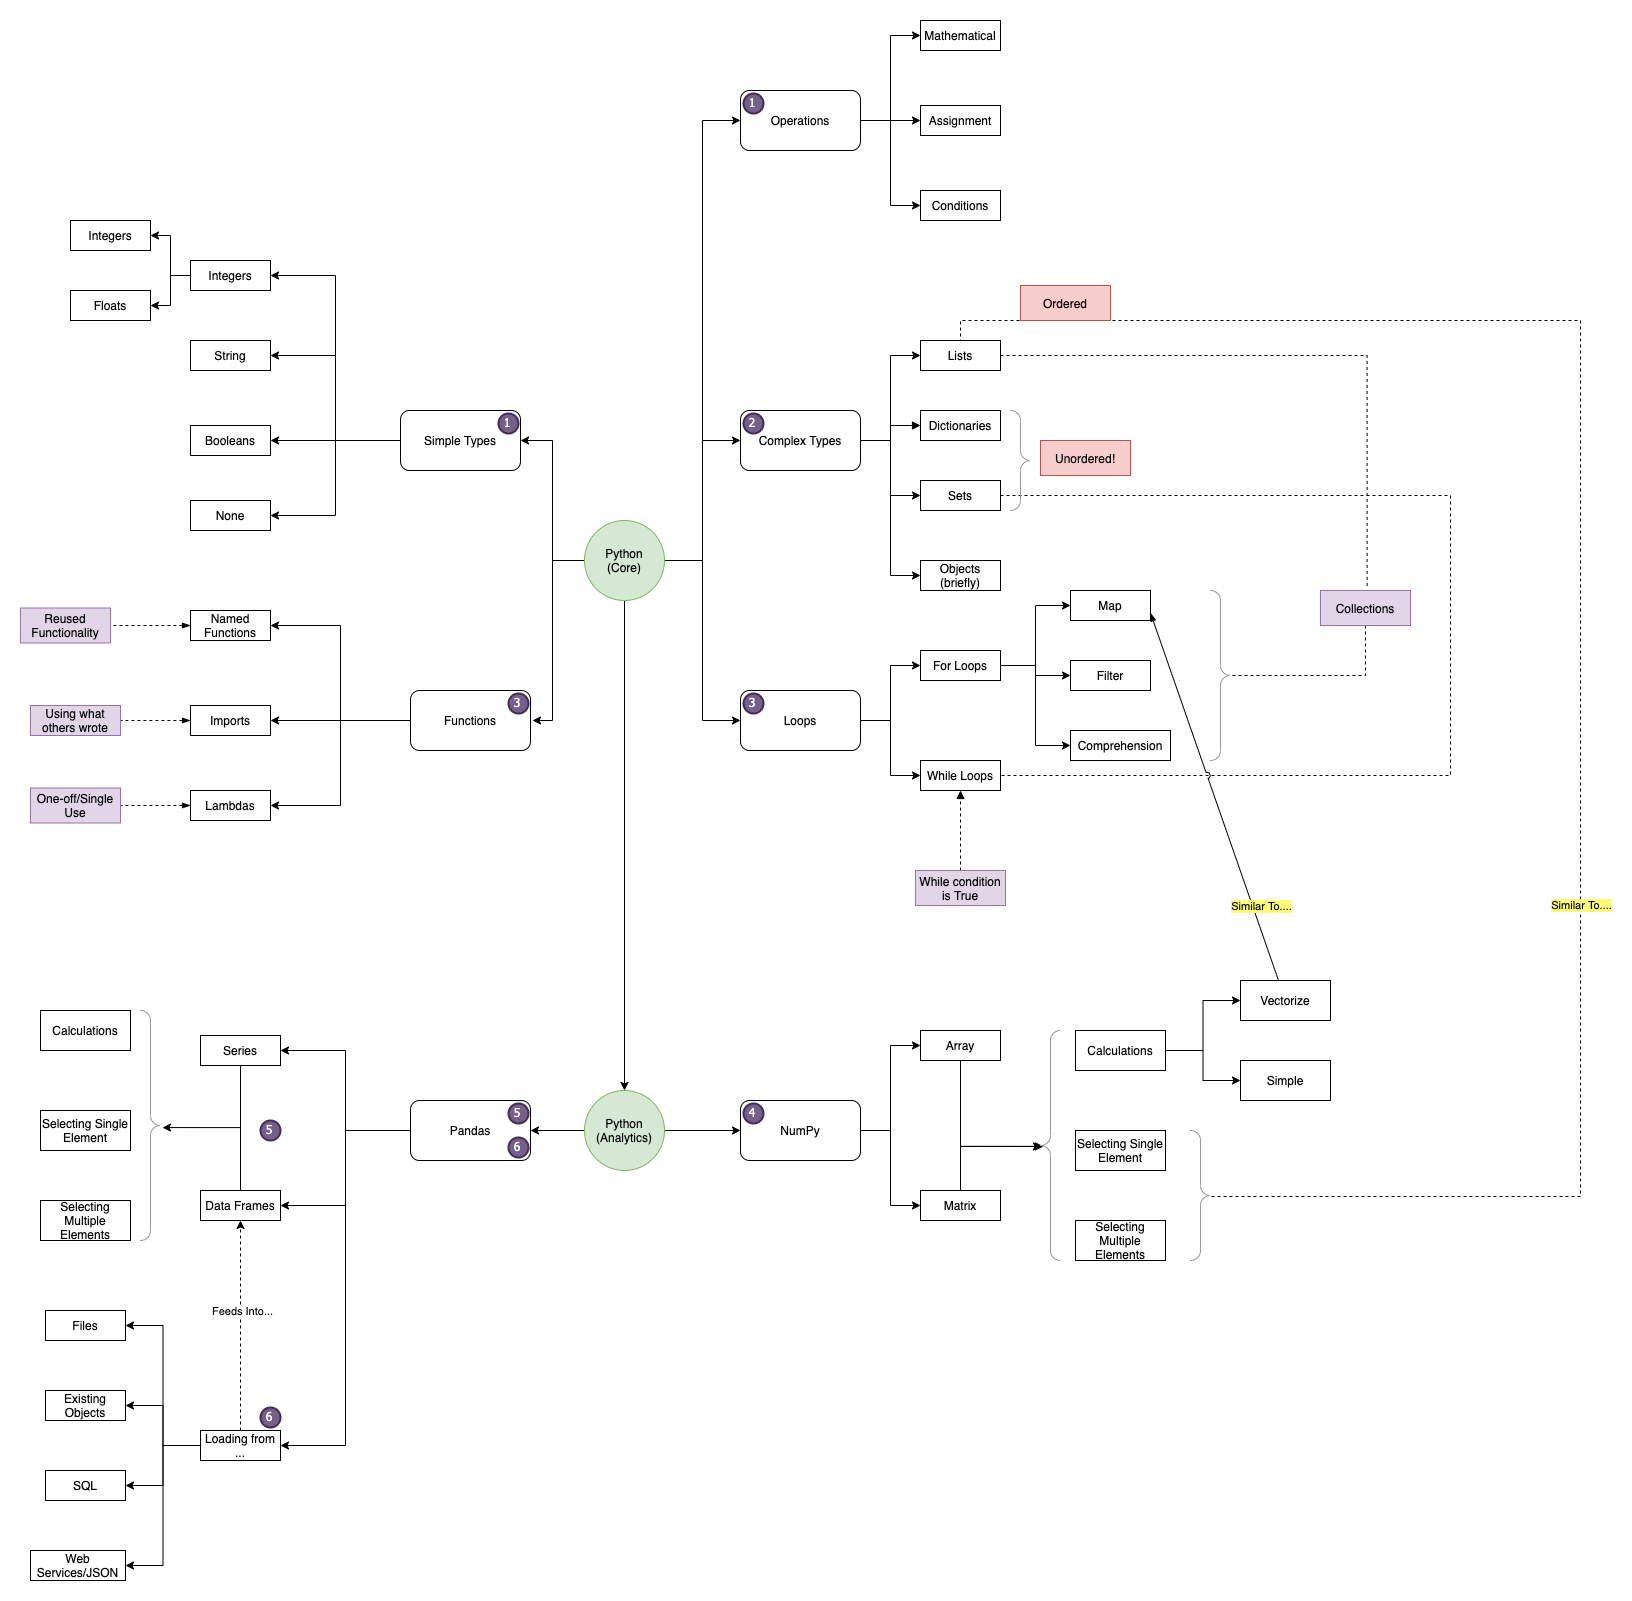 Mathematical
1
Operations
Assignment
Conditions
Integers
Integers
Floats
String
Booleans
None
1
Simple Types
Ordered
Lists
2
Complex Types
Dictionaries
Unordered!
Sets
Objects
(briefly)
Python
(Core)
Reused
Functionality
Named
Functions
Using what
others wrote
Imports
One-off/Single
Use
Lambdas
3
Functions
3
Loops
For Loops
Map
Filter
Comprehension
Collections
While Loops
While condition
is True
Similar To....
Similar To....
Vectorize
Calculations
Simple
Array
Selecting Single
Element
Matrix
Selecting
Multiple
Elements
4
NumPy
Python
(Analytics)
5
Pandas
6
Series
5
Data Frames
Calculations
Selecting Single
Element
Selecting
Multiple
Elements
Feeds Into...
6
Loading from
...
Files
Existing
Objects
SQL
Web
Services/JSON